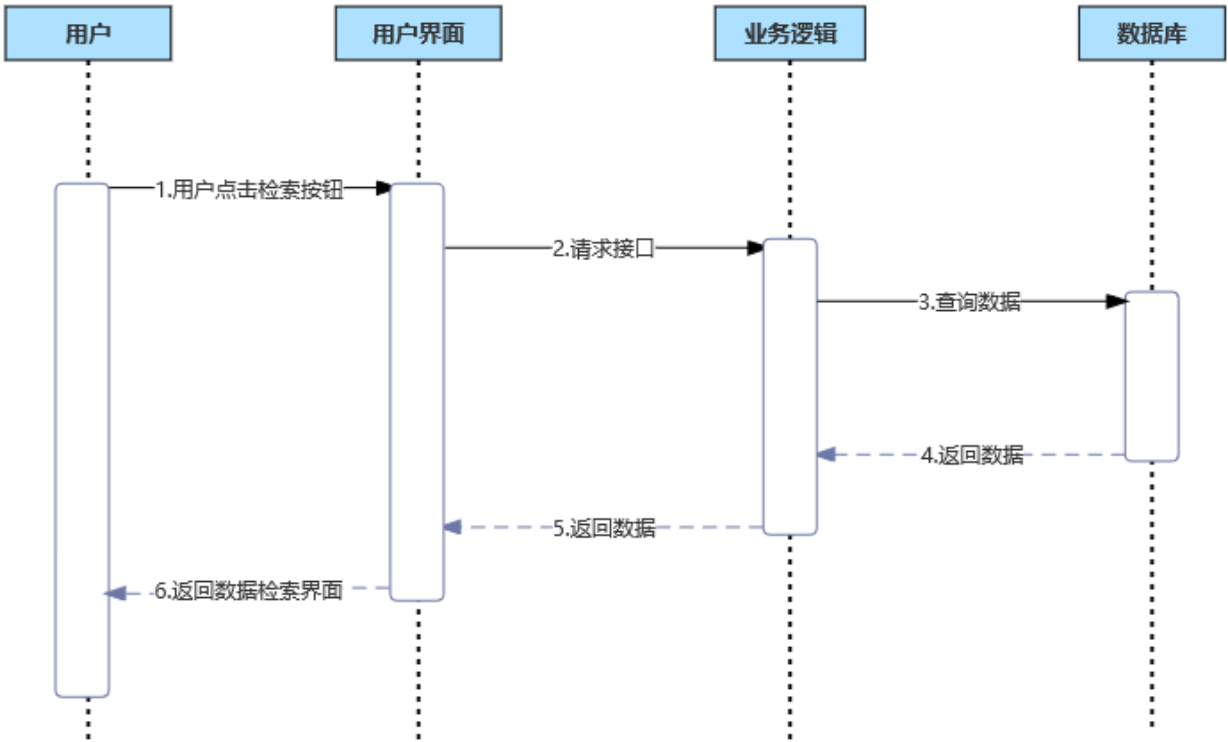 用户
用户界面
业务逻辑
数据库
1.用户点击检索按钮
2.请求接口
3.查询数据
4.返回数据
5.返回数据
6.返回数据检索界面